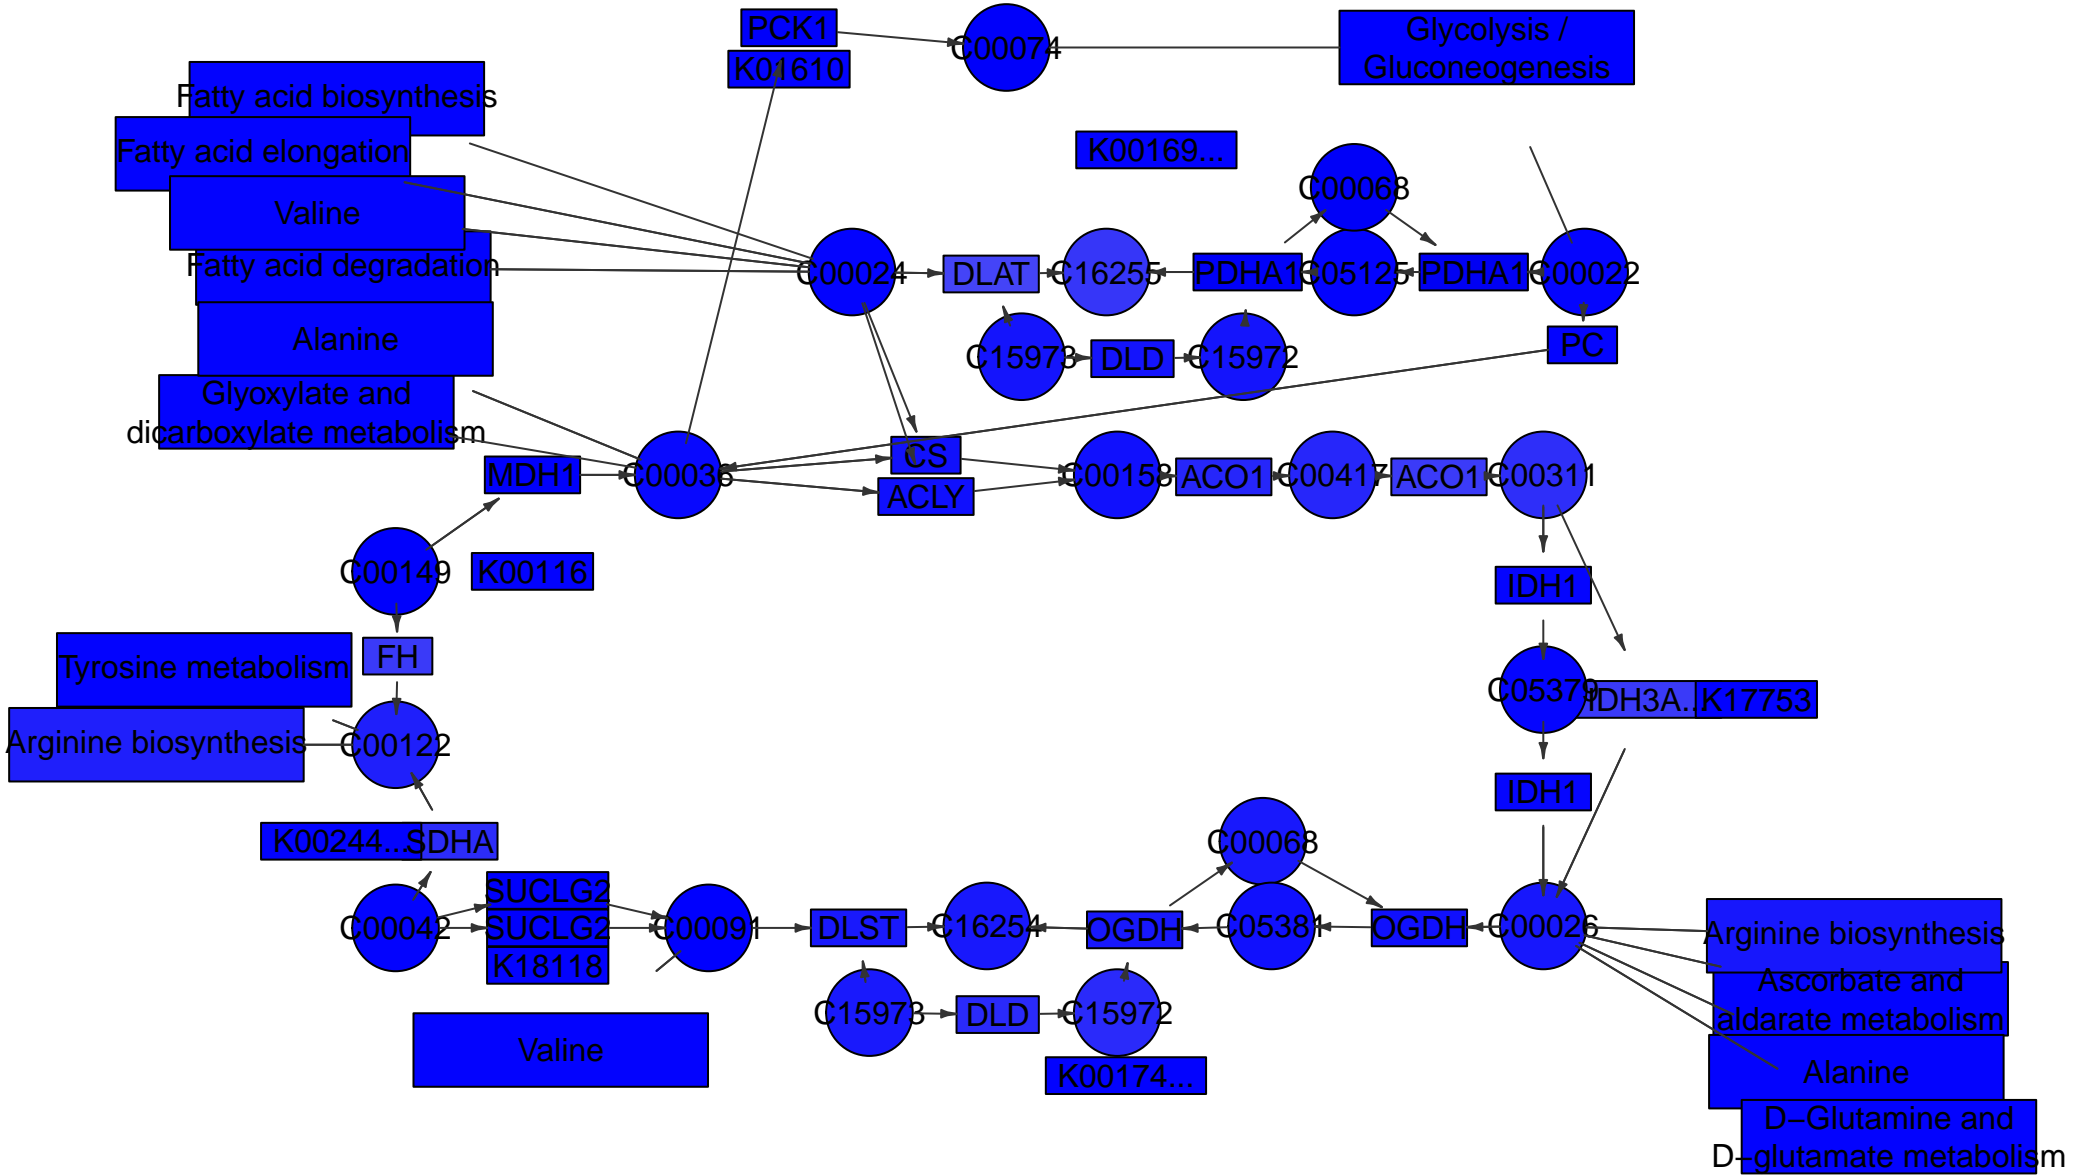 PCK1
K01610
C00074
Glycolysis /
Gluconeogenesis
Fatty acid biosynthesis
Fatty acid elongation
Valine
Fatty acid degradation
Alanine
Glyoxylate and
dicarboxylate metabolism
K00169...
C00068
C00024
DLAT
C16255
PDHA1
C05125
PDHA1
C00022
C15973
DLD
C15972
PC
MDH1
C00036
CS
ACLY
C00158
ACO1
C00417
ACO1
C00311
C00149
K00116
IDH1
FH
Tyrosine metabolism
Arginine biosynthesis
C00122
C05379
IDH3A...
K17753
IDH1
K00244...
SDHA
C00068
C00042
SUCLG2
SUCLG2
K18118
C00091
DLST
C16254
OGDH
C05381
OGDH
C00026
Arginine biosynthesis
Ascorbate and
aldarate metabolism
C15973
DLD
C15972
Valine
K00174...
Alanine
D−Glutamine and
D−glutamate metabolism